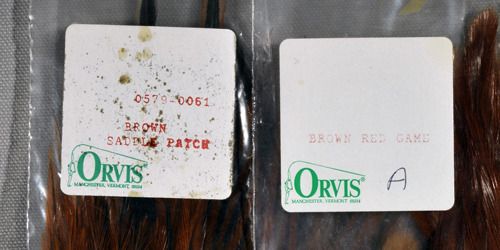 0579-0061
BROWN
SADDLE PATCH
ORVIS®
MANCHESTER, VERMONT 05254
BROWN RED GAME
ORVIS®
MANCHESTER, VERMONT 05254
A